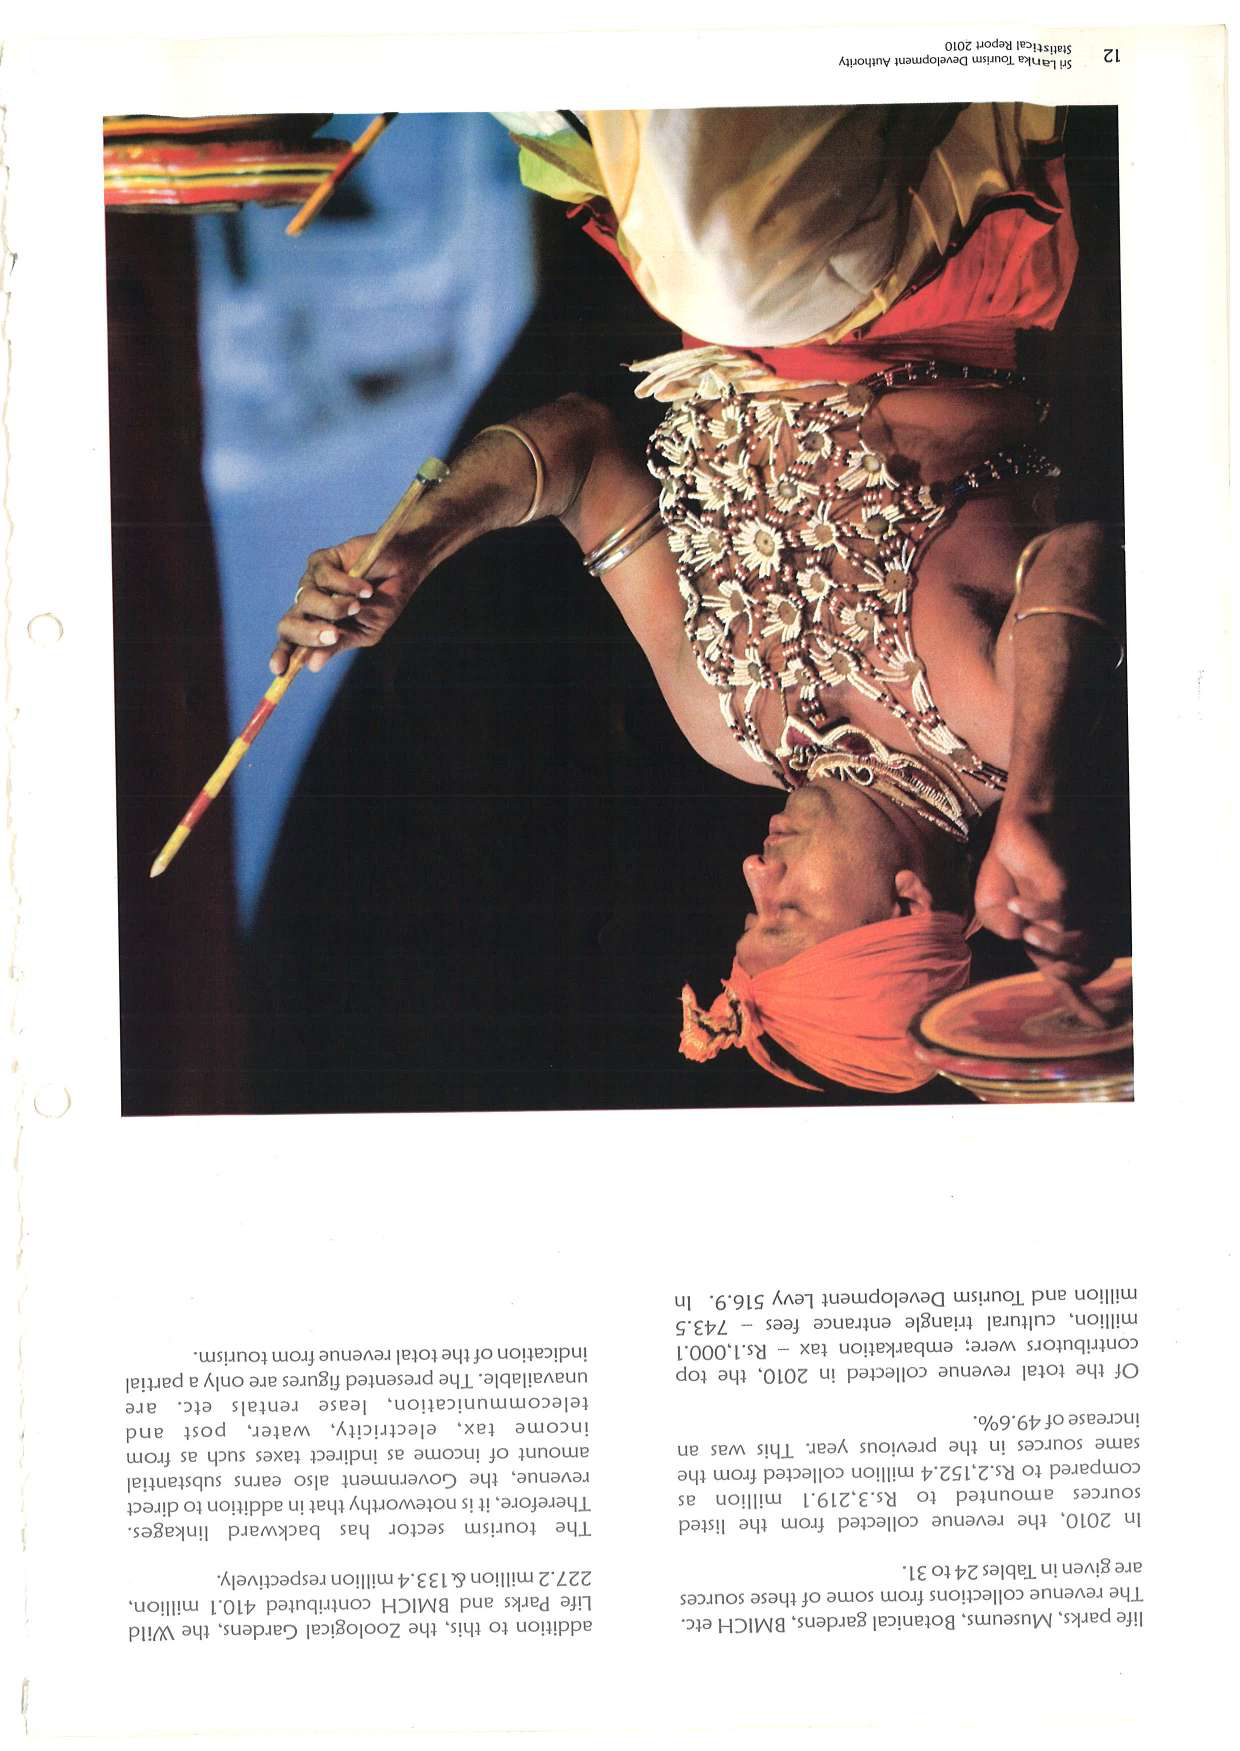 life parks, Museums, Botanical gardens, BMICH etc.
The revenue collections from some of these sources
are given in Tables 24 to 31.
In 2010, the revenue collected from the listed
sources amounted to Rs.3,219.1 million as
compared to Rs.2,152.4 million collected from the
same sources in the previous year. This was an
increase of 49.6%.
Of the total revenue collected in 2010, the top
contributors were; embarkation tax – Rs.1,000.1
million, cultural triangle entrance fees – 743.5
million and Tourism Development Levy 516.9. In
addition to this, the Zoological Gardens, the Wild
Life Parks and BMICH contributed 410.1 million,
227.2 million & 133.4 million respectively.
The tourism sector has backward linkages.
Therefore, it is noteworthy that in addition to direct
revenue, the Government also earns substantial
amount of income as indirect taxes such as from
income tax, electricity, water, post and
telecommunication, lease rentals etc. are
unavailable. The presented figures are only a partial
indication of the total revenue from tourism.
12
Sri Lanka Tourism Development Authority
Statistical Report 2010